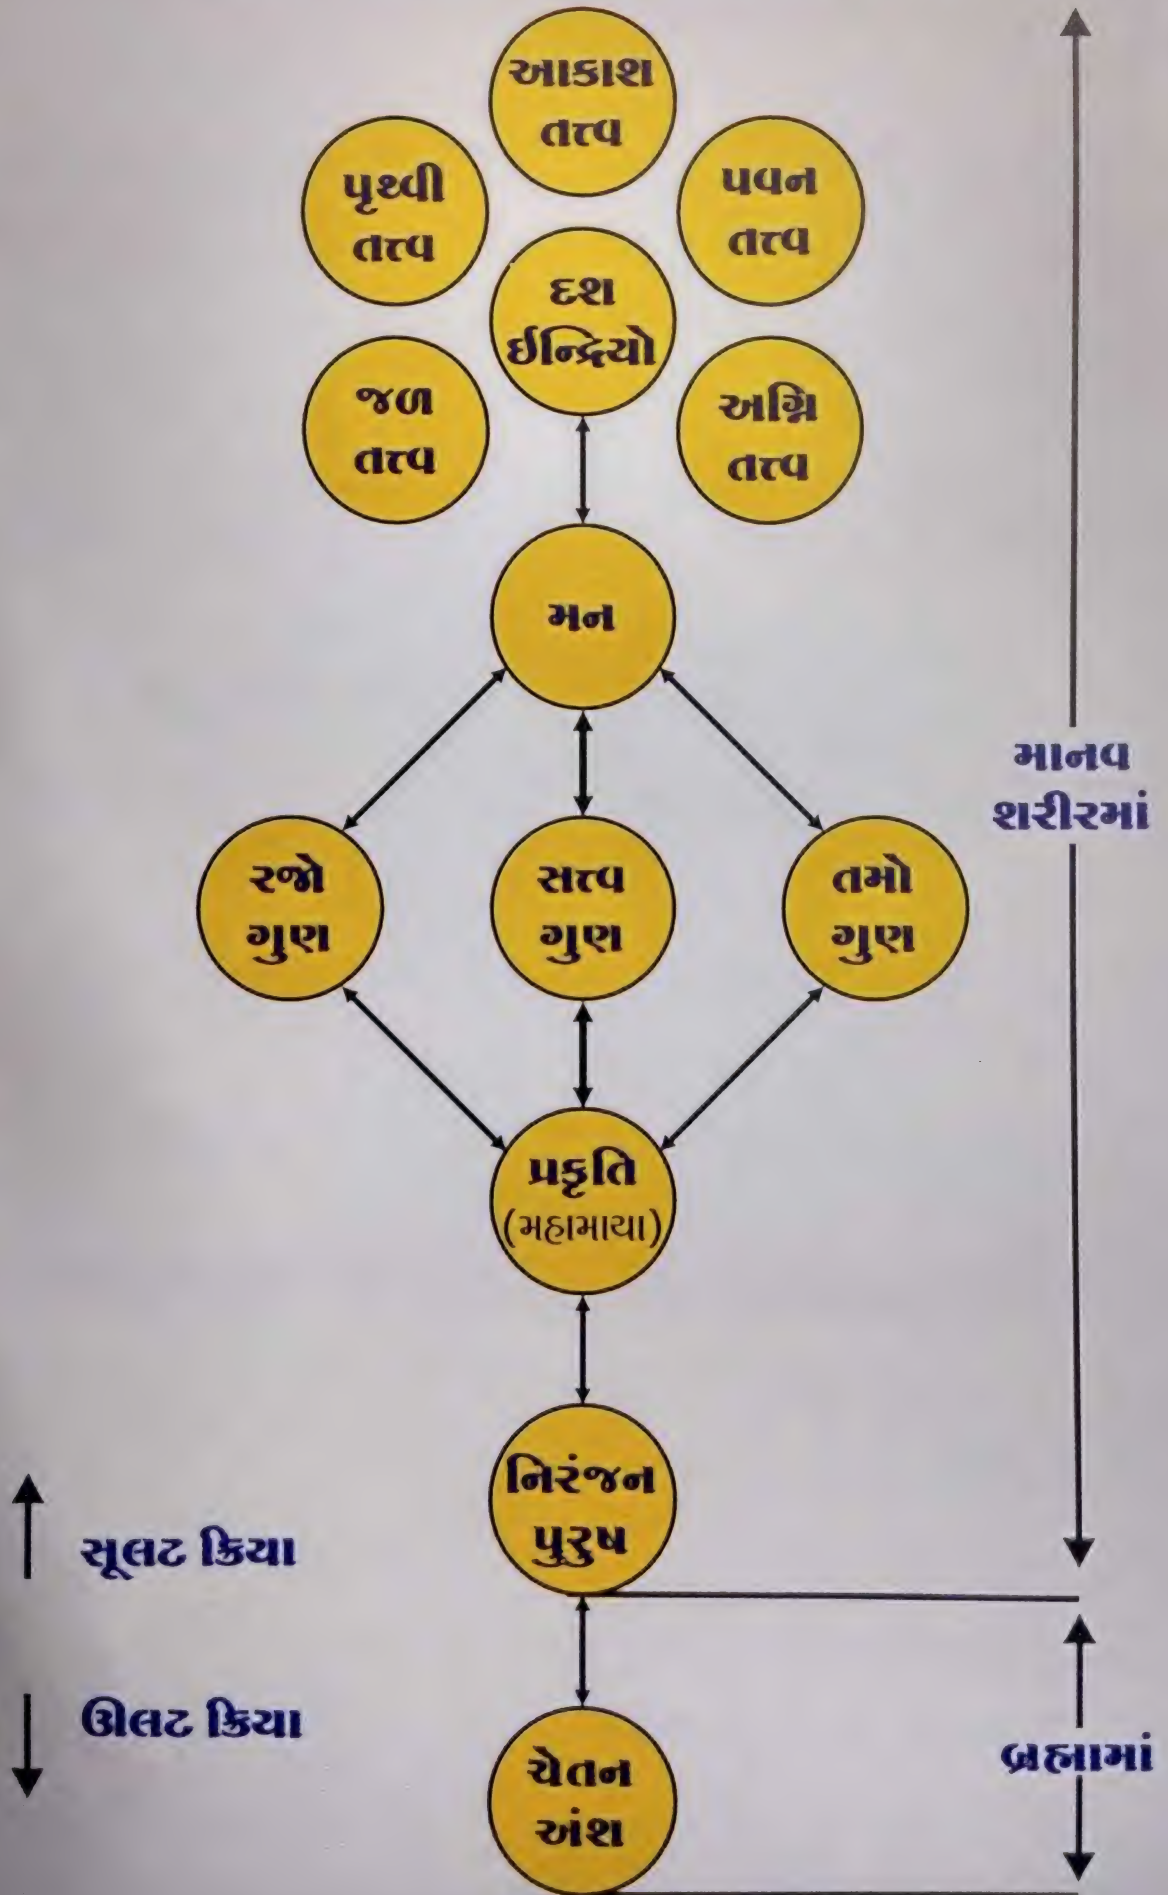 આકાશ
તત્ત્વ
પૃથ્વી
તત્ત્વ
પવન
તત્ત્વ
દશ
ઈન્દ્રિયો
જળ
તત્ત્વ
અગ્નિ
તત્ત્વ
મન
માનવ
શરીરમાં
રજો
ગુણ
સત્ત્વ
ગુણ
તમો
ગુણ
પ્રકૃતિ
(મહામાયા)
નિરંજન
પુરુષ
સૂલટ ક્રિયા
ઊલટ ક્રિયા
ચેતન
અંશ
બ્રહ્મમાં